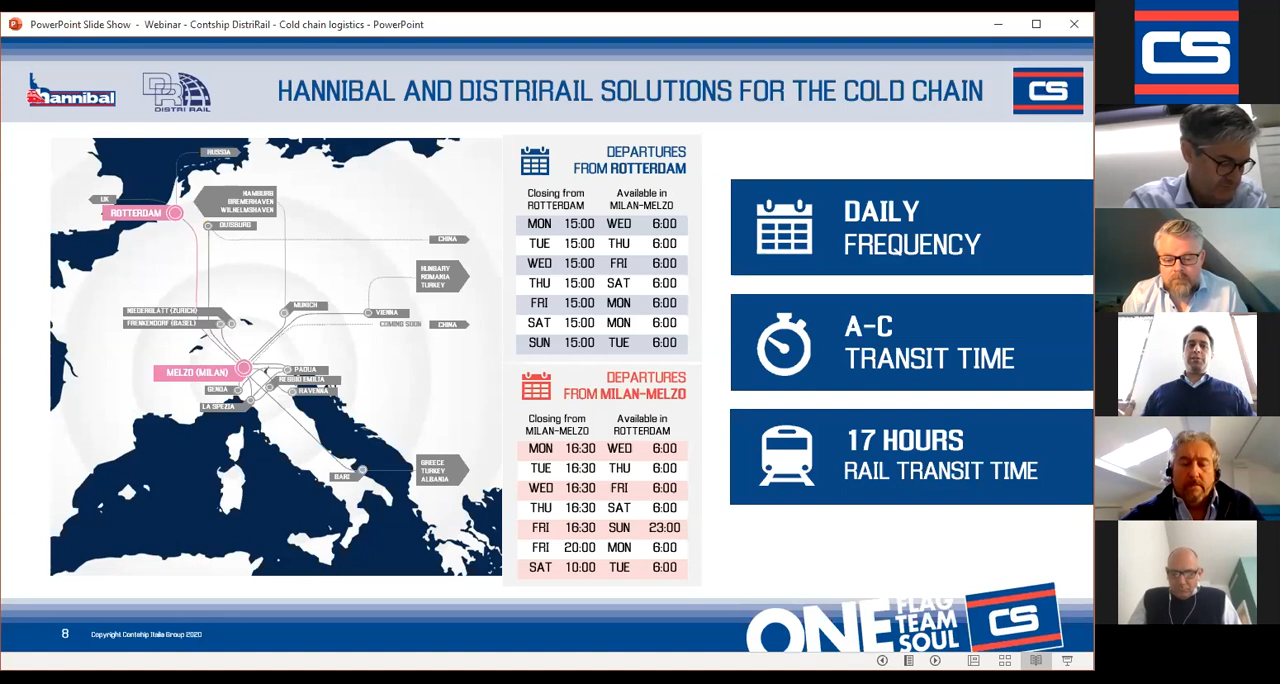 PowerPoint Slide Show - Webinar - Contship DistriRail - Cold chain logistics - PowerPoint
hannibal
DR
DISTRI RAIL
HANNIBAL AND DISTRIRAIL SOLUTIONS FOR THE COLD CHAIN
CS
CS
RUSSIA
UK
HAMBURG
BREMERHAVEN
WILHELMSHAVEN
ROTTERDAM
DUISBURG
CHINA
HUNGARY
ROMANIA
TURKEY
MUNICH
NIEDERGLATT (ZURICH)
VIENNA
FRENKENDORF (BASEL)
COMING SOON
CHINA
MELZO (MILAN)
PADUA
REGGIO EMILIA
GENOA
RAVENNA
LA SPEZIA
BARI
GREECE
TURKEY
ALBANIA
DEPARTURES
FROM ROTTERDAM
Closing from Available in
ROTTERDAM MILAN-MELZO
MON 15:00 WED 6:00
TUE 15:00 THU 6:00
WED 15:00 FRI 6:00
THU 15:00 SAT 6:00
FRI 15:00 MON 6:00
SAT 15:00 MON 6:00
SUN 15:00 TUE 6:00
DEPARTURES
FROM MILAN-MELZO
Closing from Available in
MILAN-MELZO ROTTERDAM
MON 16:30 WED 6:00
TUE 16:30 THU 6:00
WED 16:30 FRI 6:00
THU 16:30 SAT 6:00
FRI 16:30 SUN 23:00
FRI 20:00 MON 6:00
SAT 10:00 TUE 6:00
DAILY
FREQUENCY
A-C
TRANSIT TIME
17 HOURS
RAIL TRANSIT TIME
8
Copyright Contship Italia Group 2020
ONE
FLAG
TEAM
SOUL
CS